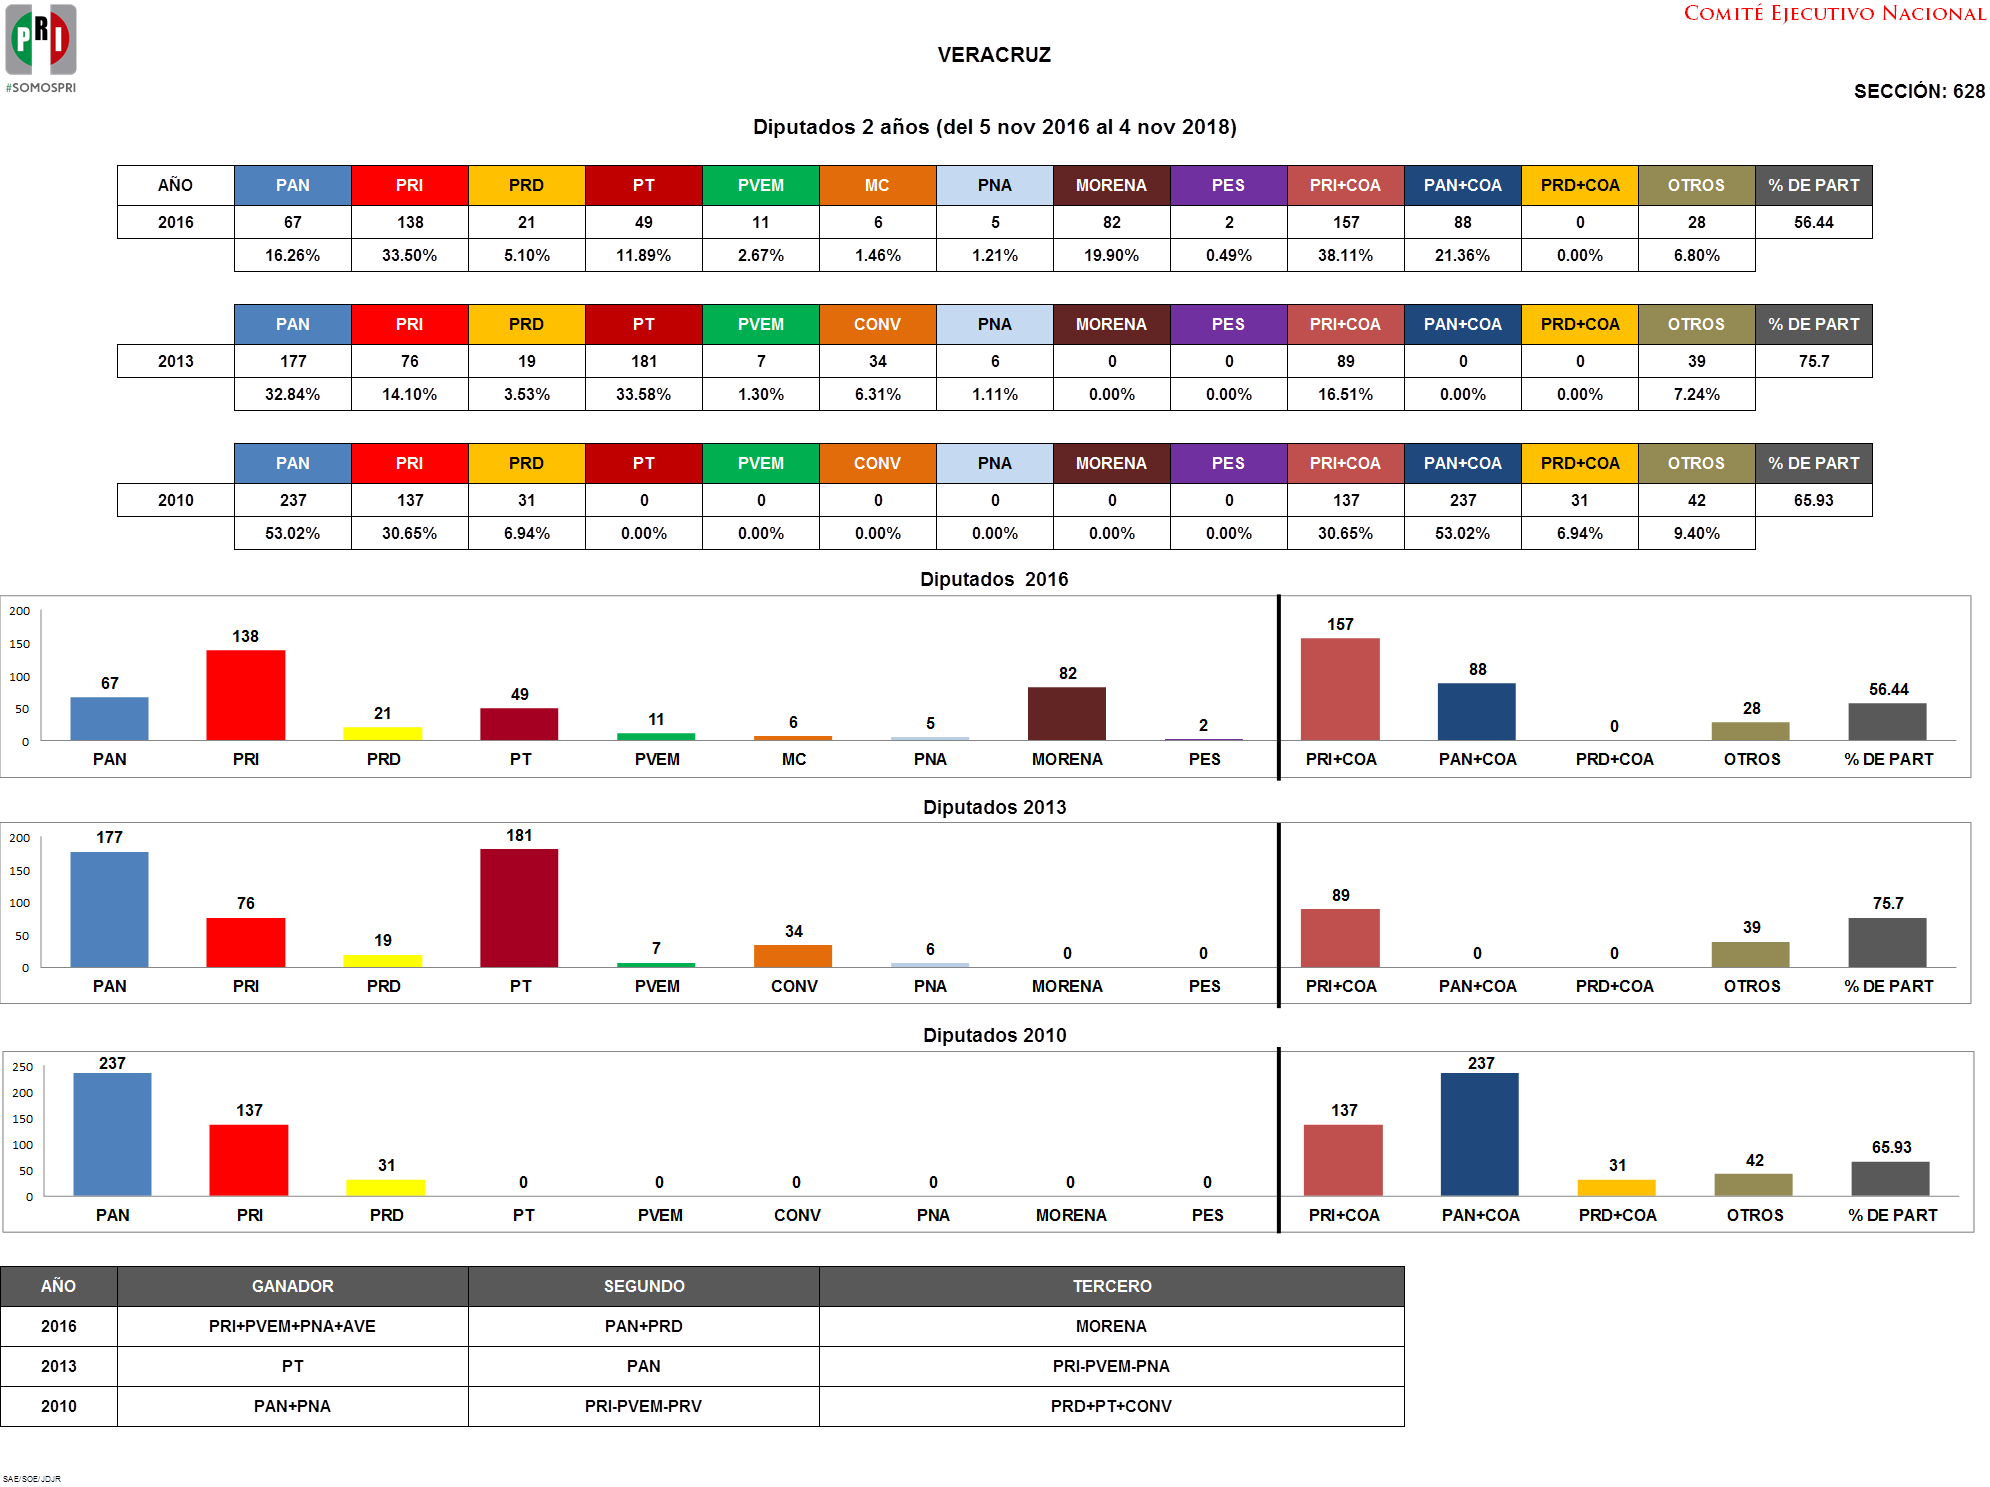 PRI
#SOMOSPRI
COMITÉ EJECUTIVO NACIONAL
VERACRUZ
SECCIÓN: 628
Diputados 2 años (del 5 nov 2016 al 4 nov 2018)
AÑO PAN PRI PRD PT PVEM MC PNA MORENA PES PRI+COA PAN+COA PRD+COA OTROS % DE PART
2016 67 138 21 49 11 6 5 82 2 157 88 0 28 56.44
16.26% 33.50% 5.10% 11.89% 2.67% 1.46% 1.21% 19.90% 0.49% 38.11% 21.36% 0.00% 6.80%
PAN PRI PRD PT PVEM CONV PNA MORENA PES PRI+COA PAN+COA PRD+COA OTROS % DE PART
2013 177 76 19 181 7 34 6 0 0 89 0 0 39 75.7
32.84% 14.10% 3.53% 33.58% 1.30% 6.31% 1.11% 0.00% 0.00% 16.51% 0.00% 0.00% 7.24%
PAN PRI PRD PT PVEM CONV PNA MORENA PES PRI+COA PAN+COA PRD+COA OTROS % DE PART
2010 237 137 31 0 0 0 0 0 0 137 237 31 42 65.93
53.02% 30.65% 6.94% 0.00% 0.00% 0.00% 0.00% 0.00% 0.00% 30.65% 53.02% 6.94% 9.40%
Diputados 2016
200
150
100
50
0
67 138 21 49 11 6 5 82 2 157 88 0 28 56.44
PAN PRI PRD PT PVEM MC PNA MORENA PES PRI+COA PAN+COA PRD+COA OTROS % DE PART
Diputados 2013
200
150
100
50
0
177 76 19 181 7 34 6 0 0 89 0 0 39 75.7
PAN PRI PRD PT PVEM CONV PNA MORENA PES PRI+COA PAN+COA PRD+COA OTROS % DE PART
Diputados 2010
250
200
150
100
50
0
237 137 31 0 0 0 0 0 0 137 237 31 42 65.93
PAN PRI PRD PT PVEM CONV PNA MORENA PES PRI+COA PAN+COA PRD+COA OTROS % DE PART
AÑO GANADOR SEGUNDO TERCERO
2016 PRI+PVEM+PNA+AVE PAN+PRD MORENA
2013 PT PAN PRI-PVEM-PNA
2010 PAN+PNA PRI-PVEM-PRV PRD+PT+CONV
SAE/SOE/JDJR